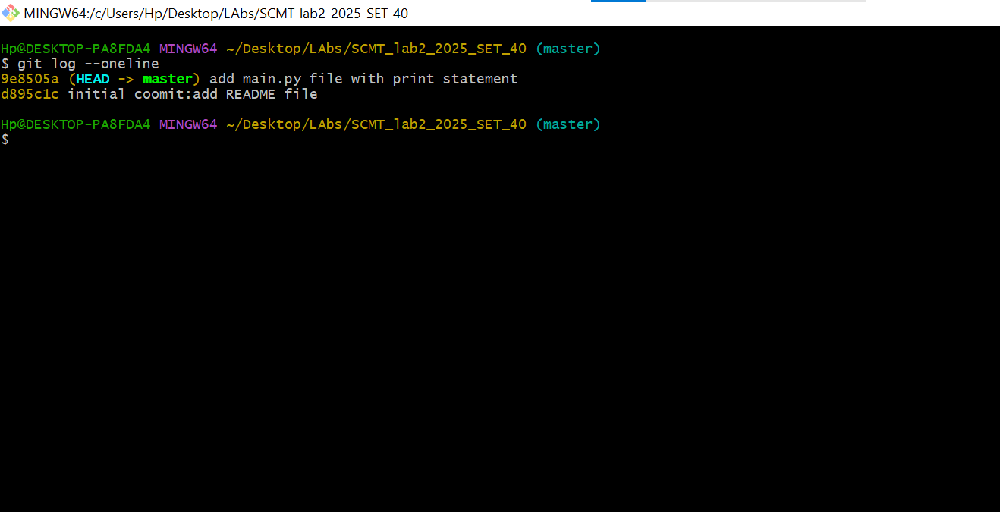 MINGW64:/c/Users/Hp/Desktop/LAbs/SCMT_lab2_2025_SET_40
Hp@DESKTOP-PA8FDA4 MINGW64 ~/Desktop/LAbs/SCMT_lab2_2025_SET_40 (master)
$ git log --oneline
9e8505a (HEAD -> master) add main.py file with print statement
d895c1c initial coomit:add README file
Hp@DESKTOP-PA8FDA4 MINGW64 ~/Desktop/LAbs/SCMT_lab2_2025_SET_40 (master)
$